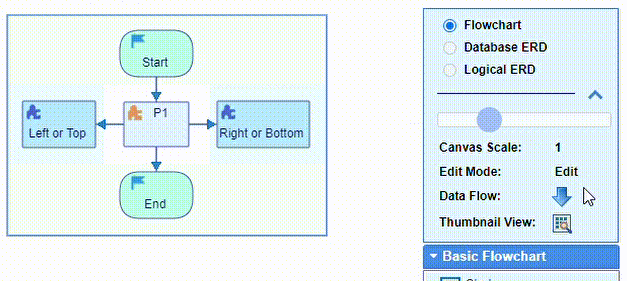 Start
Left or Top
P1
Right or Bottom
End
Flowchart
Database ERD
Logical ERD
Canvas Scale: 1
Edit Mode: Edit
Data Flow:
Thumbnail View:
Basic Flowchart